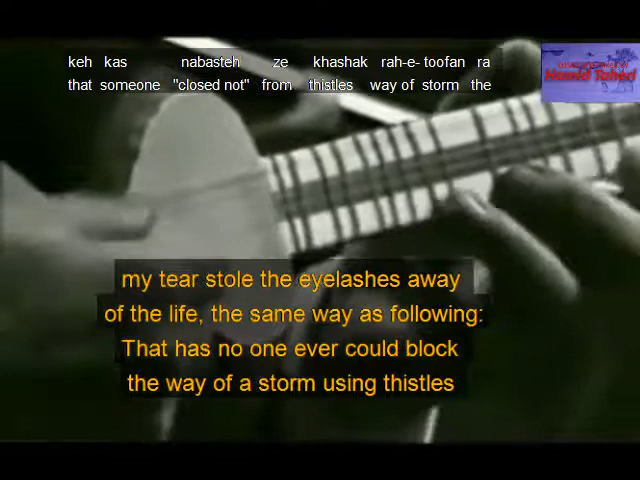 keh kas nabasteh ze khashak rah-e- toofan ra
that someone "closed not" from thistles way of storm the
Hamid Taheri
my tear stole the eyelashes away
of the life, the same way as following:
That has no one ever could block
the way of a storm using thistles